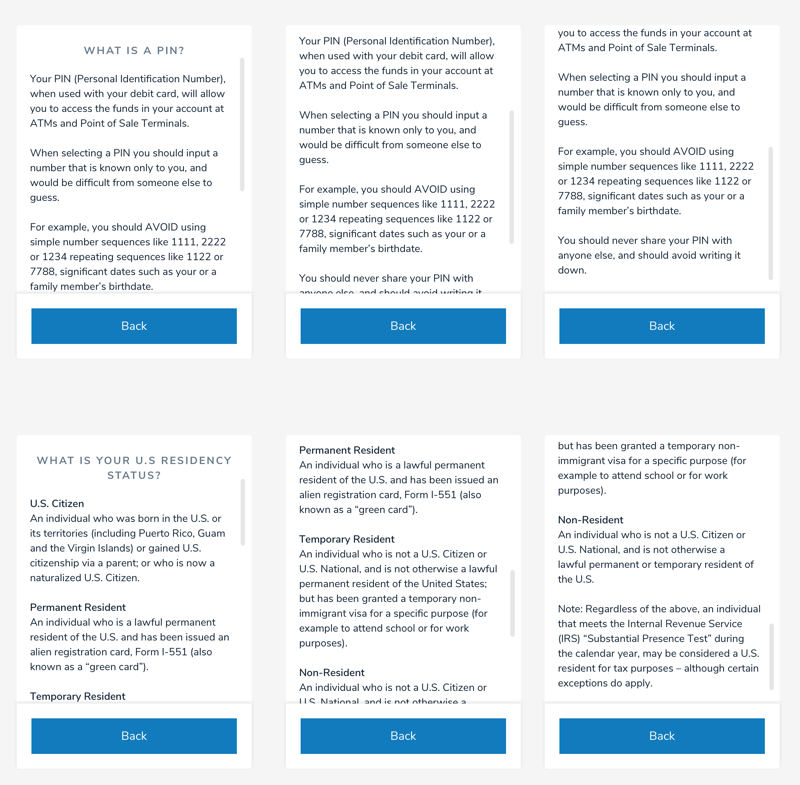 WHAT IS A PIN?
Your PIN (Personal Identification Number),
when used with your debit card, will allow
you to access the funds in your account at
ATMs and Point of Sale Terminals.
When selecting a PIN you should input a
number that is known only to you, and
would be difficult from someone else to
guess.
For example, you should AVOID using
simple number sequences like 1111, 2222
or 1234 repeating sequences like 1122 or
7788, significant dates such as your or a
family member's birthdate.
Back
Your PIN (Personal Identification Number),
when used with your debit card, will allow
you to access the funds in your account at
ATMs and Point of Sale Terminals.
When selecting a PIN you should input a
number that is known only to you, and
would be difficult from someone else to
guess.
For example, you should AVOID using
simple number sequences like 1111, 2222
or 1234 repeating sequences like 1122 or
7788, significant dates such as your or a
family member's birthdate.
You should never share your PIN with
anyone else, and should avoid writing it
Back
you to access the funds in your account at
ATMs and Point of Sale Terminals.
When selecting a PIN you should input a
number that is known only to you, and
would be difficult from someone else to
guess.
For example, you should AVOID using
simple number sequences like 1111, 2222
or 1234 repeating sequences like 1122 or
7788, significant dates such as your or a
family member's birthdate.
You should never share your PIN with
anyone else, and should avoid writing it
down.
Back
WHAT IS YOUR U.S RESIDENCY
STATUS?
U.S. Citizen
An individual who was born in the U.S. or
its territories (including Puerto Rico, Guam
and the Virgin Islands) or gained U.S.
citizenship via a parent; or who is now a
naturalized U.S. Citizen.
Permanent Resident
An individual who is a lawful permanent
resident of the U.S. and has been issued an
alien registration card, Form I-551 (also
known as a “green card”).
Temporary Resident
Back
Permanent Resident
An individual who is a lawful permanent
resident of the U.S. and has been issued an
alien registration card, Form I-551 (also
known as a “green card”).
Temporary Resident
An individual who is not a U.S. Citizen or
U.S. National, and is not otherwise a lawful
permanent resident of the United States;
but has been granted a temporary non-
immigrant visa for a specific purpose (for
example to attend school or for work
purposes).
Non-Resident
An individual who is not a U.S. Citizen or
U.S. National, and is not otherwise a
Back
but has been granted a temporary non-
immigrant visa for a specific purpose (for
example to attend school or for work
purposes).
Non-Resident
An individual who is not a U.S. Citizen or
U.S. National, and is not otherwise a
lawful permanent or temporary resident of
the U.S.
Note: Regardless of the above, an individual
that meets the Internal Revenue Service
(IRS) “Substantial Presence Test” during
the calendar year, may be considered a U.S.
resident for tax purposes – although certain
exceptions do apply.
Back